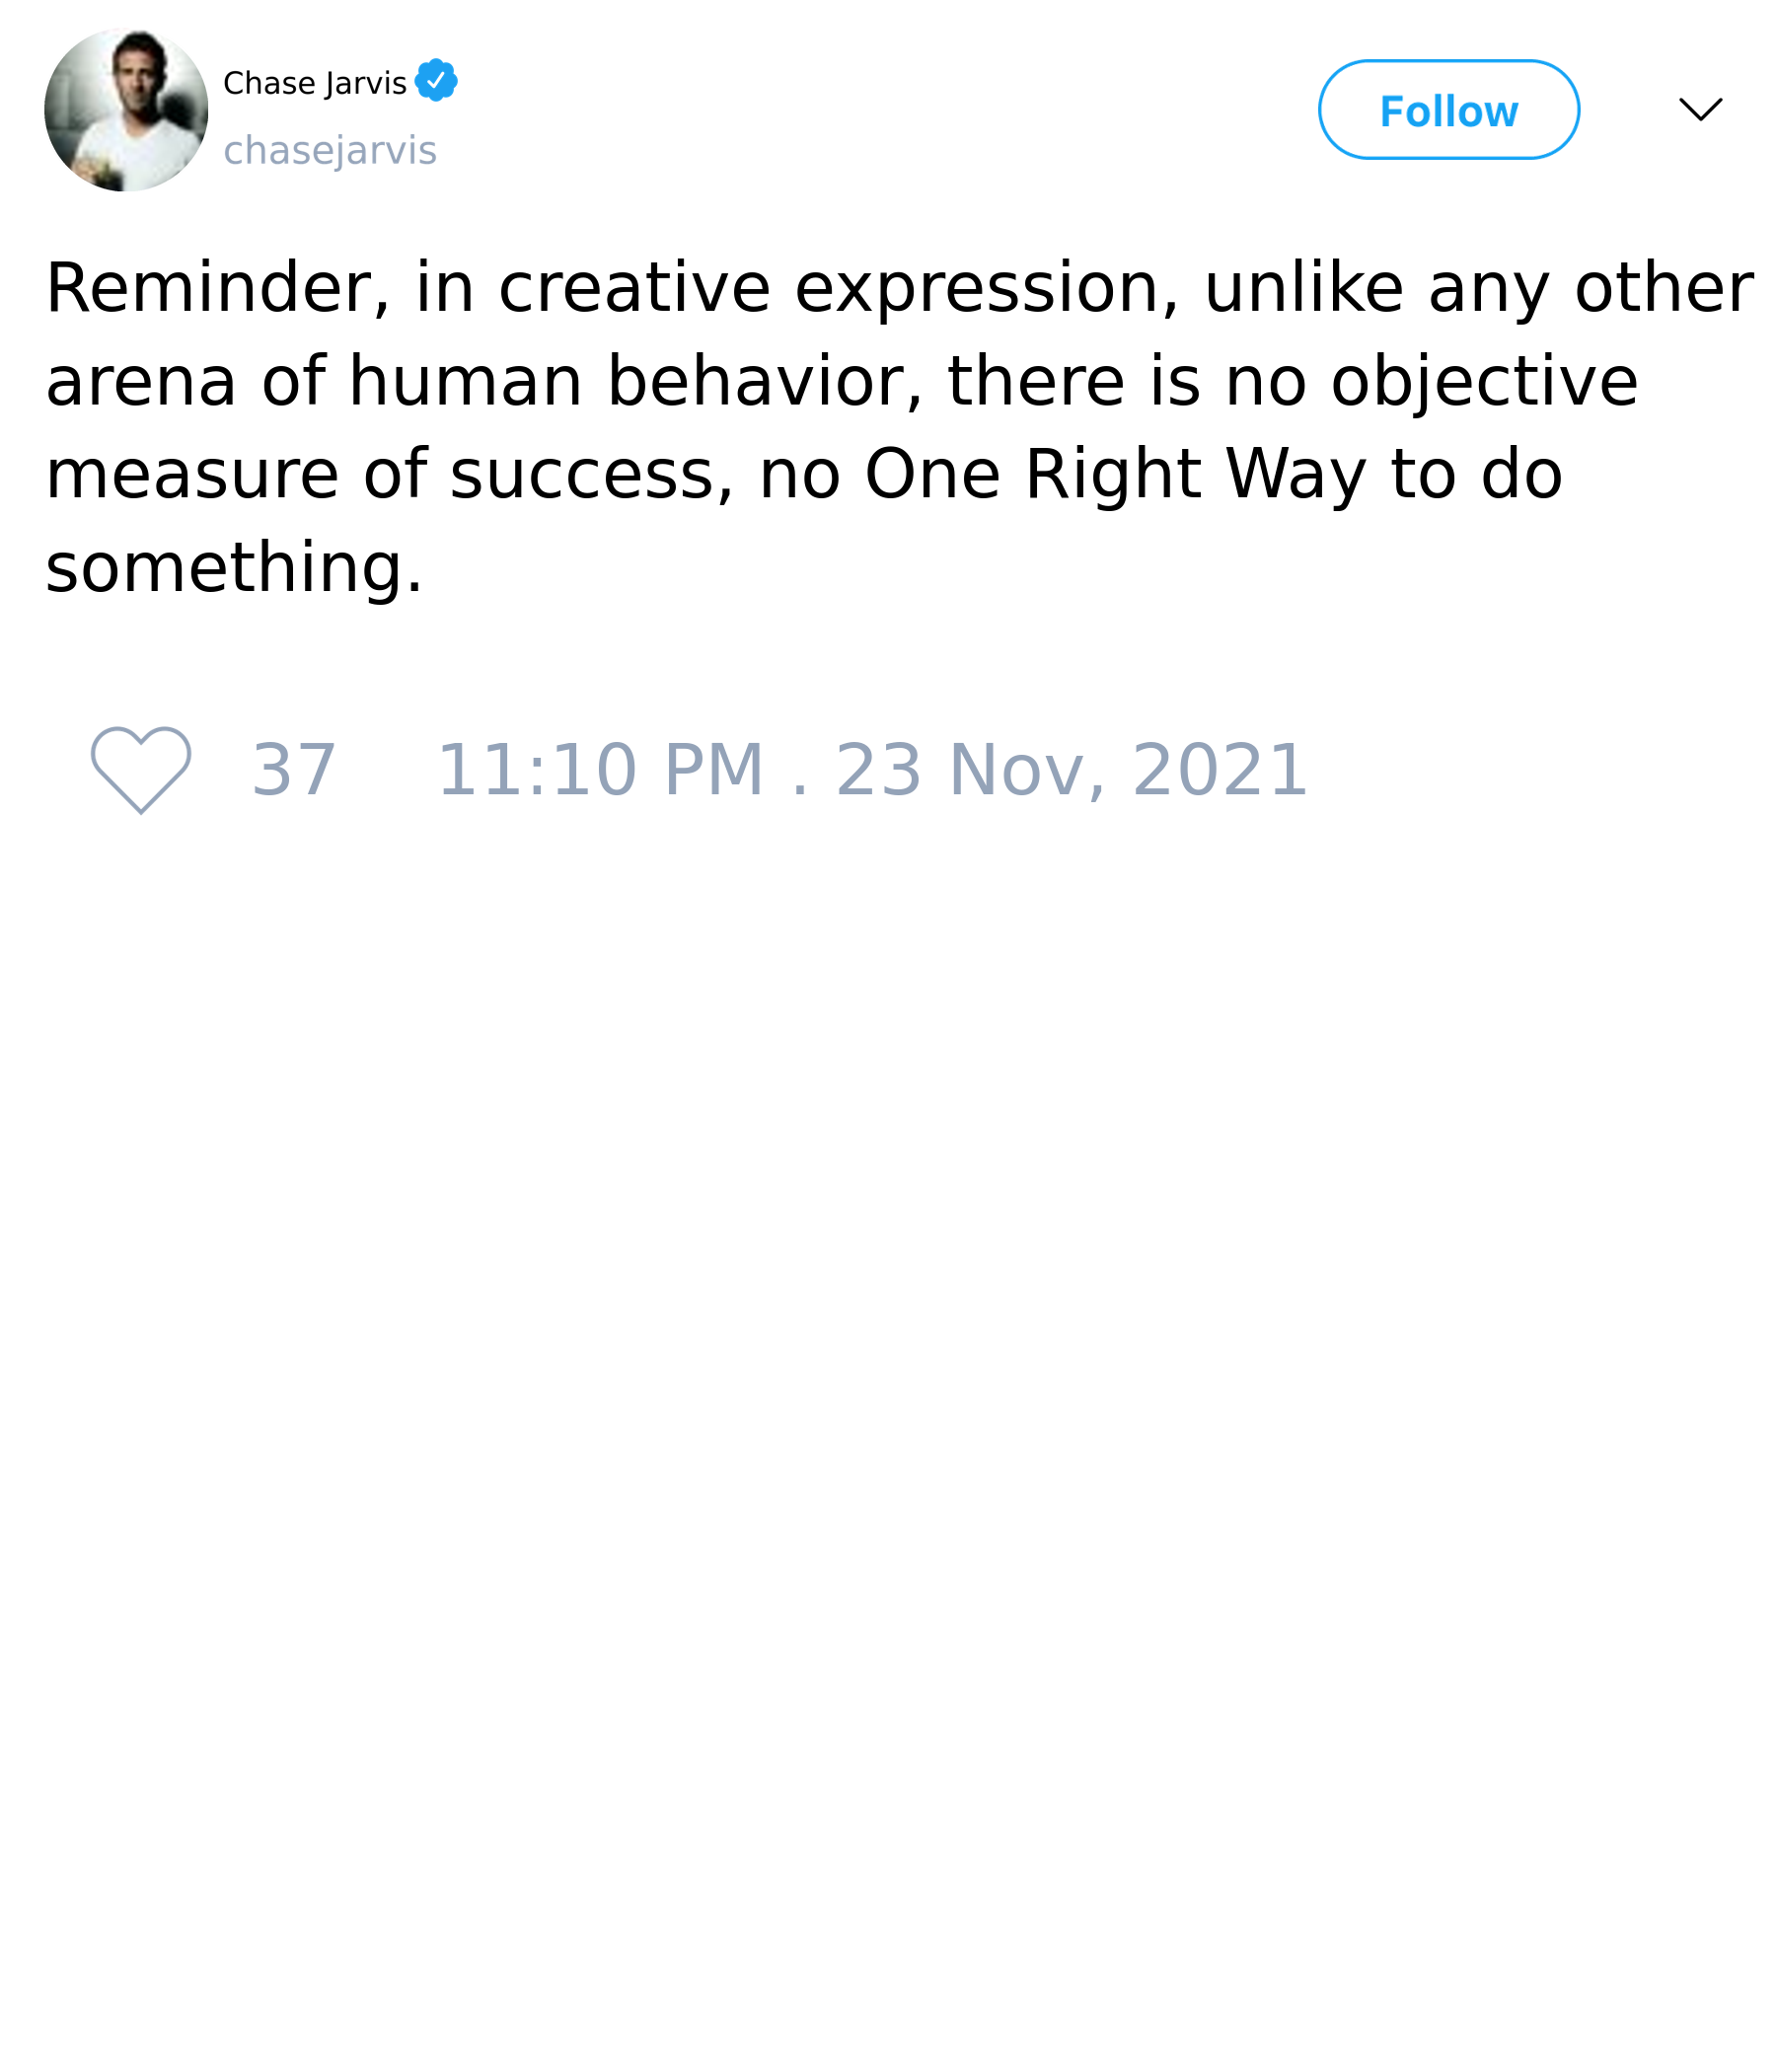 Chase Jarvis
chasejarvis
Follow
Reminder, in creative expression, unlike any other
arena of human behavior, there is no objective
measure of success, no One Right Way to do
something.
37 11:10 PM . 23 Nov, 2021